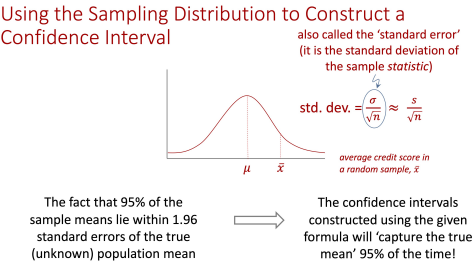 Using the Sampling Distribution to Construct a
Confidence Interval
also called the ‘standard error’
(it is the standard deviation of
the sample statistic)
std. dev. = σ/√n ≈ s/√n
μ x̄
average credit score in
a random sample, x̄
The fact that 95% of the
sample means lie within 1.96
standard errors of the true
(unknown) population mean
The confidence intervals
constructed using the given
formula will ‘capture the true
mean’ 95% of the time!